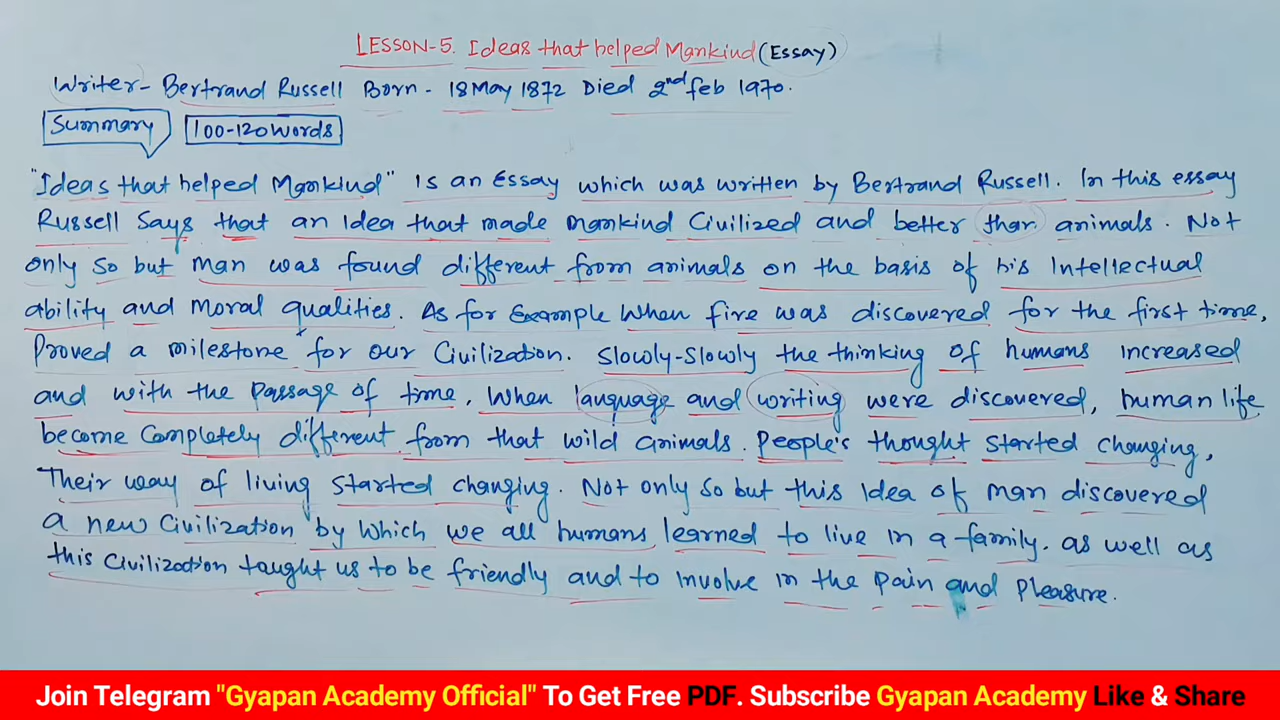 LESSON-5. Ideas that helped Mankind (Essay)
Writer- Bertrand Russell Born - 18 May 1872 Died 2nd feb 1970.
Summary 100-120 Words
"Ideas that helped Mankind" Is an Essay which was written by Bertrand Russell. In this essay
Russell Says that an Idea that made Mankind Civilized and better than animals. Not
only so but man was found different from animals on the basis of his Intellectual
ability and Moral qualities. As for Example when fire was discovered for the first time,
Proved a milestone for our Civilization. Slowly-Slowly the thinking of humans increased
and with the passage of time, When language and writing were discovered, human life
become Completely different from that wild animals. People's thought started changing,
Their way of living started changing. Not only so but this Idea of man discovered
a new Civilization by which we all humans learned to live in a family. as well as
this Civilization taught us to be friendly and to Involve in the pain and pleasure.
Join Telegram "Gyapan Academy Official" To Get Free PDF. Subscribe Gyapan Academy Like & Share